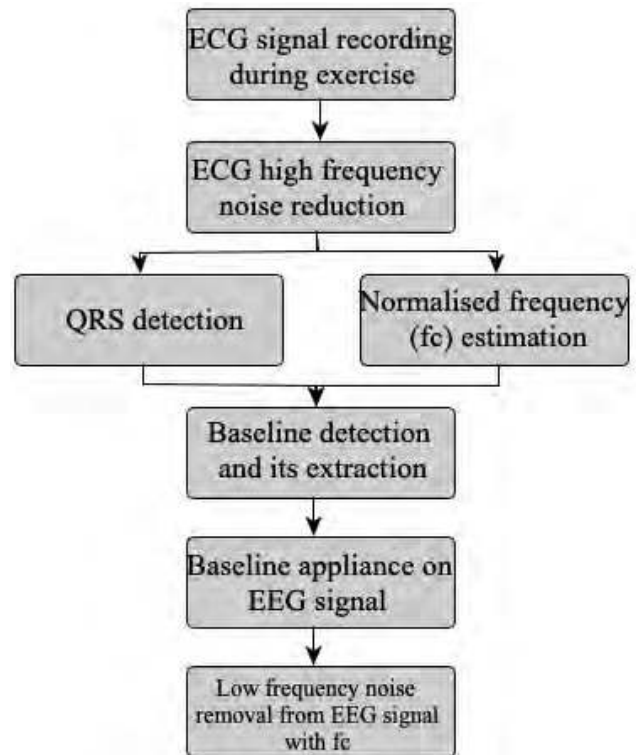 ECG signal recording
during exercise
ECG high frequency
noise reduction
QRS detection
Normalised frequency
(fc) estimation
Baseline detection
and its extraction
Baseline appliance on
EEG signal
Low frequency noise
removal from EEG signal
with fc